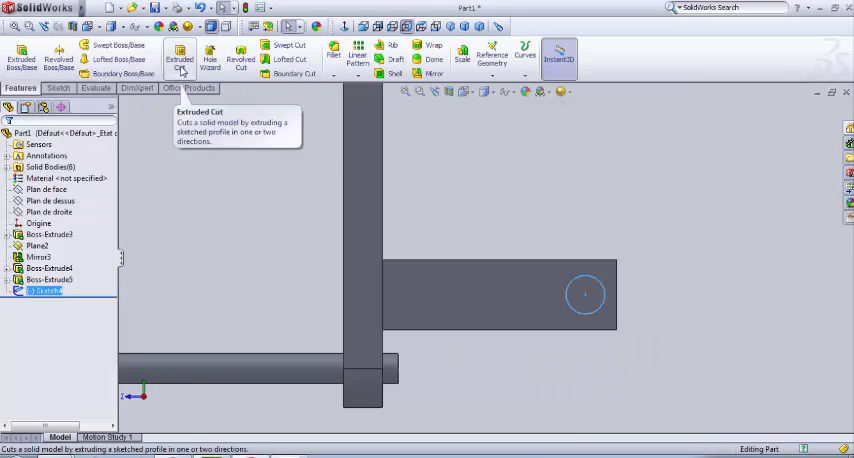 SolidWorks
Part1 *
SolidWorks Search
Extruded Boss/Base
Revolved Boss/Base
Swept Boss/Base
Lofted Boss/Base
Boundary Boss/Base
Extruded Cut
Hole Wizard
Revolved Cut
Swept Cut
Lofted Cut
Boundary Cut
Fillet
Linear Pattern
Rib
Draft
Shell
Wrap
Dome
Mirror
Scale
Reference Geometry
Curves
Instant3D
Features
Sketch
Evaluate
DimXpert
Office Products
Extruded Cut
Cuts a solid model by extruding a
sketched profile in one or two
directions.
Part1 (Défaut<<Défaut>_Etat c
Sensors
Annotations
Solid Bodies(6)
Material <not specified>
Plan de face
Plan de dessus
Plan de droite
Origine
Boss-Extrude3
Plane2
Mirror3
Boss-Extrude4
Boss-Extrude5
(-) Sketch4
Z
Model
Motion Study 1
Cuts a solid model by extruding a sketched profile in one or two directions.
Editing Part